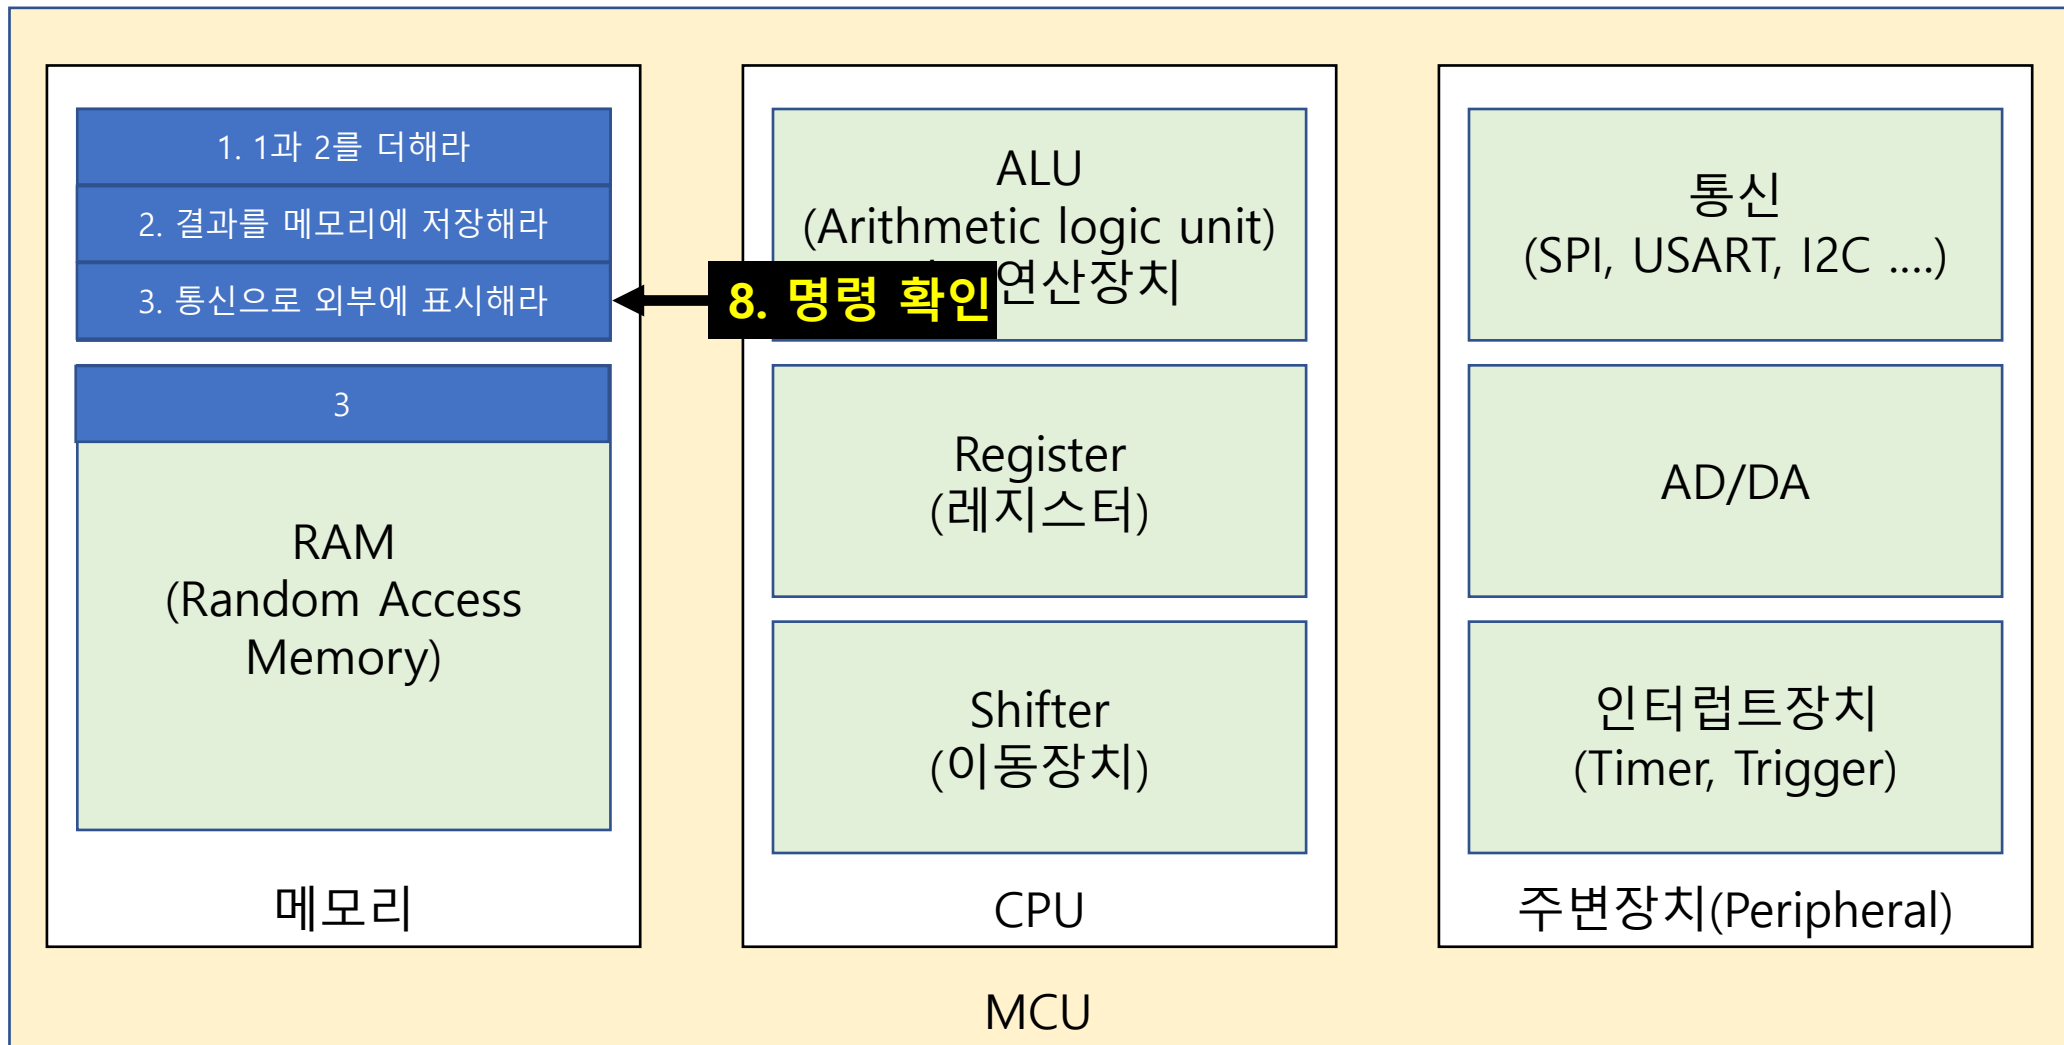 1. 1과 2를 더해라
2. 결과를 메모리에 저장해라
3. 통신으로 외부에 표시해라
3
RAM
(Random Access
Memory)
메모리
8. 명령 확인
ALU
(Arithmetic logic unit)
연산장치
Register
(레지스터)
Shifter
(이동장치)
CPU
통신
(SPI, USART, I2C ....)
AD/DA
인터럽트장치
(Timer, Trigger)
주변장치(Peripheral)
MCU